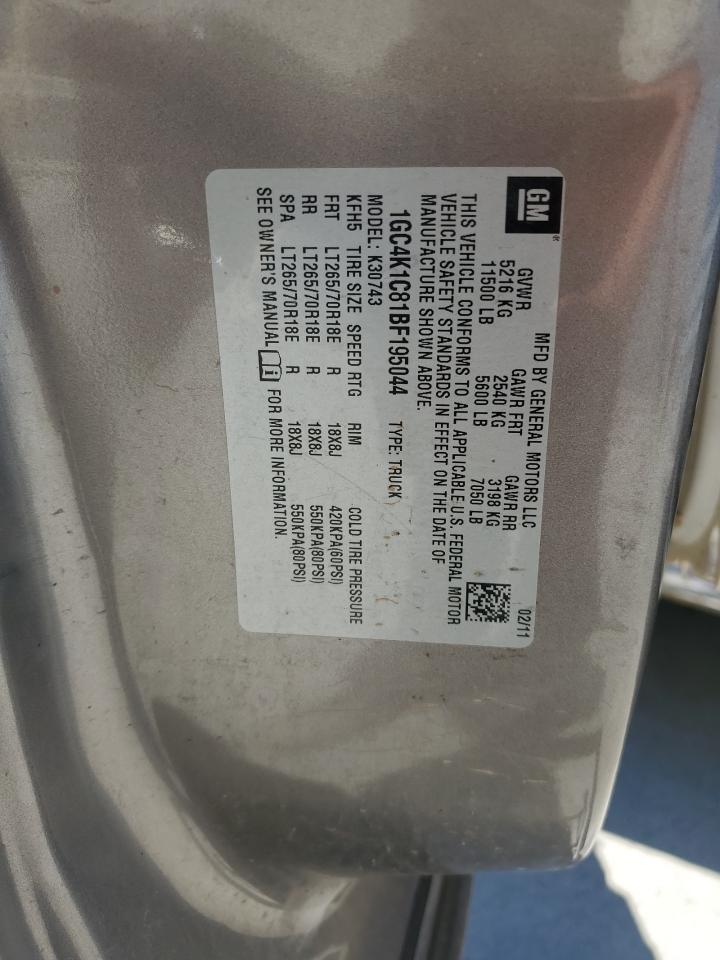 GM®
MFD BY GENERAL MOTORS LLC 02/11
GVWR GAWR FRT GAWR RR
5216 KG 2540 KG 3198 KG
11500 LB 5600 LB 7050 LB
THIS VEHICLE CONFORMS TO ALL APPLICABLE U.S. FEDERAL MOTOR
VEHICLE SAFETY STANDARDS IN EFFECT ON THE DATE OF
MANUFACTURE SHOWN ABOVE.
1GC4K1C81BF195044 TYPE: TRUCK
MODEL: K30743
KFH5 TIRE SIZE SPEED RTG RIM COLD TIRE PRESSURE
FRT LT265/70R18E R 18X8J 420KPA(60PSI)
RR LT265/70R18E R 18X8J 550KPA(80PSI)
SPA LT265/70R18E R 18X8J 550KPA(80PSI)
SEE OWNER'S MANUAL FOR MORE INFORMATION.